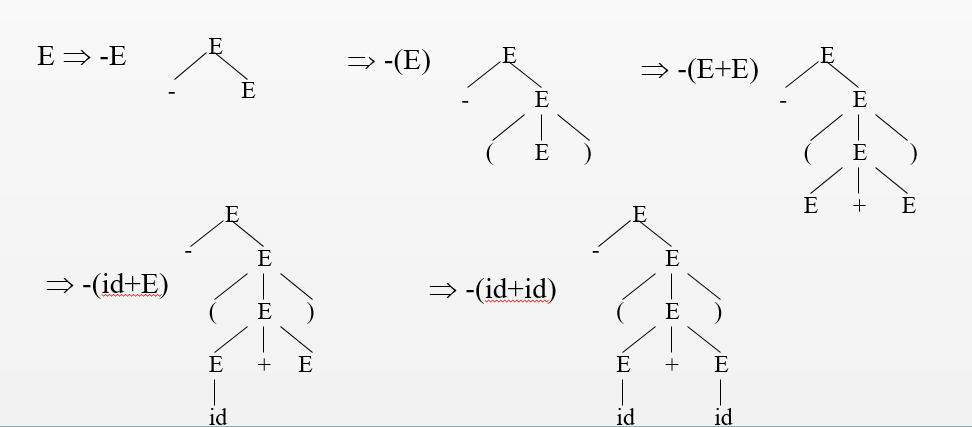 E ⇒ -E
E
- E
⇒ -(E)
E
- E
( E )
⇒ -(E+E)
E
- E
( E )
E + E
⇒ -(id+E)
E
- E
( E )
E + E
id
⇒ -(id+id)
E
- E
( E )
E + E
id id